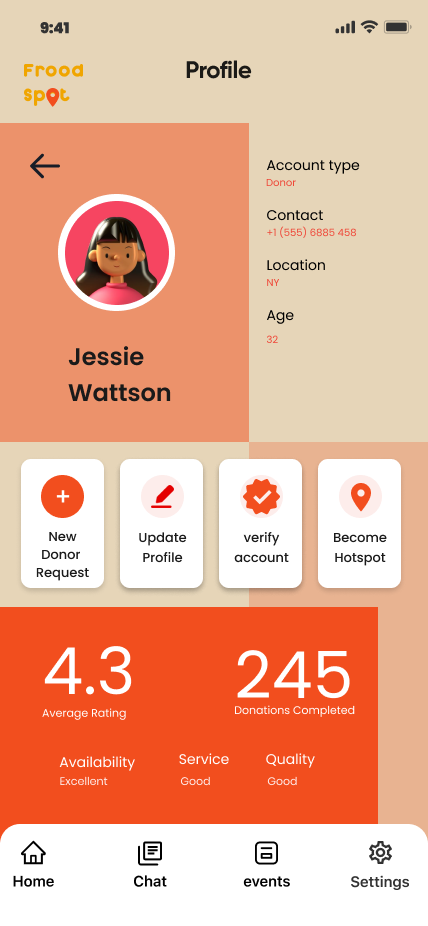 9:41
Frood
Spot
Profile
Account type
Donor
Contact
+1 (555) 6885 458
Location
NY
Age
32
Jessie
Wattson
New
Donor
Request
Update
Profile
verify
account
Become
Hotspot
4.3
Average Rating
245
Donations Completed
Availability
Excellent
Service
Good
Quality
Good
Home
Chat
events
Settings